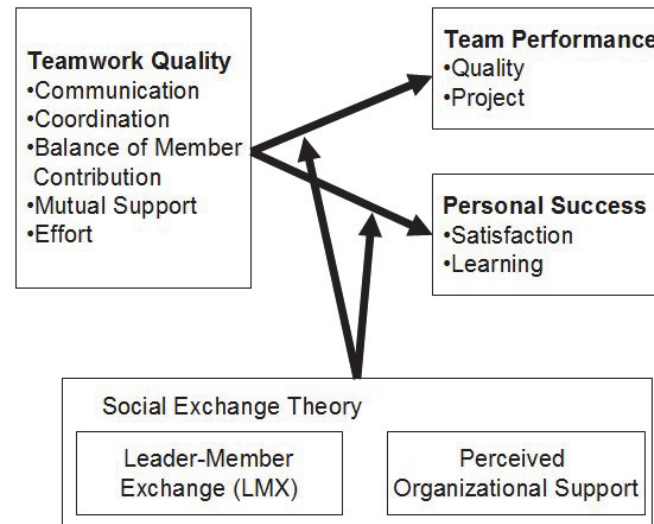 Teamwork Quality
•Communication
•Coordination
•Balance of Member
Contribution
•Mutual Support
•Effort
Team Performance
•Quality
•Project
Personal Success
•Satisfaction
•Learning
Social Exchange Theory
Leader-Member
Exchange (LMX)
Perceived
Organizational Support